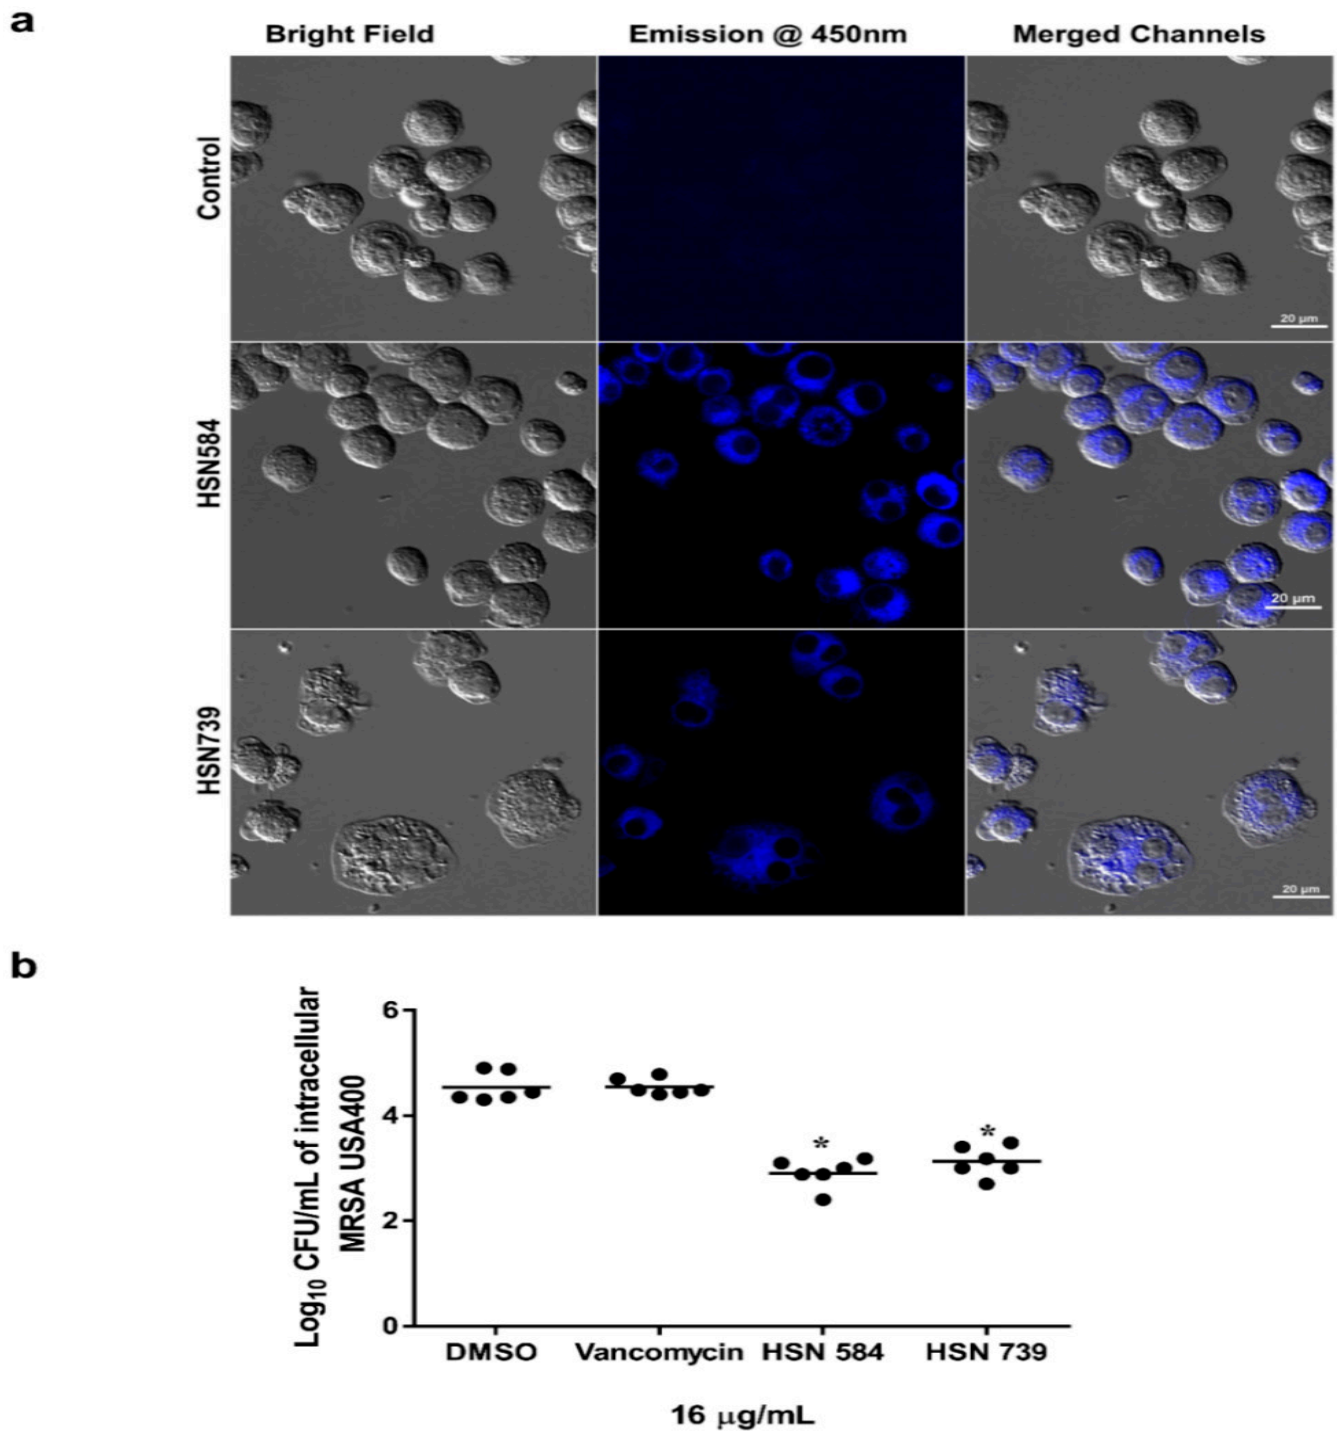 a
Bright Field
Emission @ 450nm
Merged Channels
Control
20 µm
HSN584
20 µm
HSN739
20 µm
b
Log10 CFU/mL of intracellular
MRSA USA400
6
4
2
0
*
*
DMSO
Vancomycin
HSN 584
HSN 739
16 µg/mL